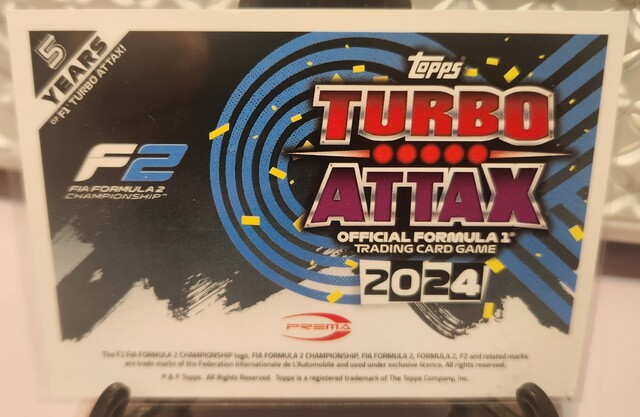 5
YEARS
OF F1 TURBO ATTAX!
Topps
TURBO
ATTAX
OFFICIAL FORMULA 1®
TRADING CARD GAME
2024
F2
FIA FORMULA 2
CHAMPIONSHIP™
PREMA
The F2 FIA FORMULA 2 CHAMPIONSHIP logo, FIA FORMULA 2 CHAMPIONSHIP, FIA FORMULA 2, FORMULA 2, F2 and related marks
are trade marks of the Federation Internationale de L'Automobile and used under exclusive licence. All rights reserved.
® & © Topps All Rights Reserved. Topps is a registered trademark of The Topps Company, Inc.